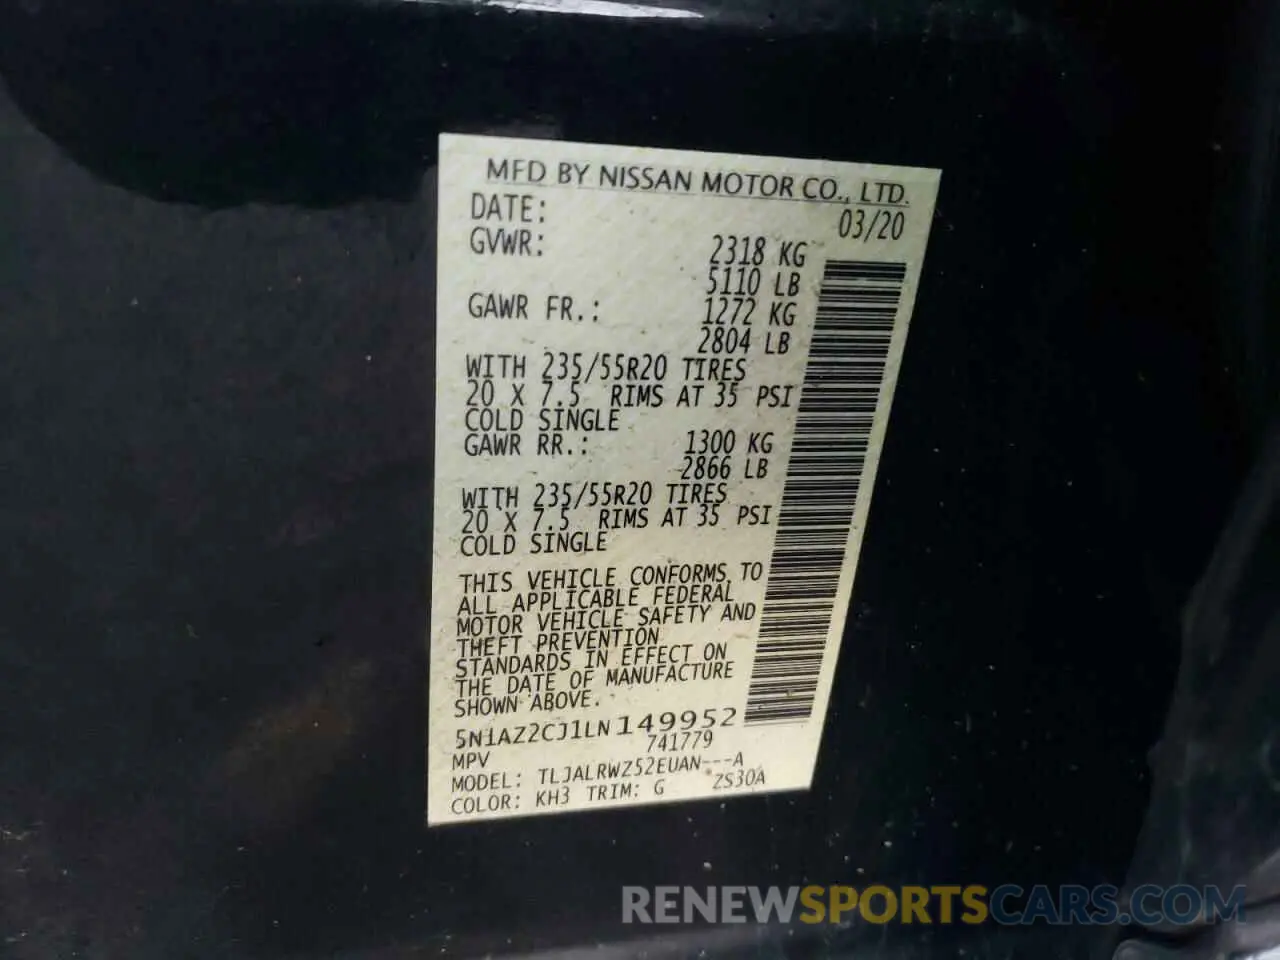 MFD BY NISSAN MOTOR CO., LTD.
DATE: 03/20
GVWR: 2318 KG
5110 LB
GAWR FR.: 1272 KG
2804 LB
WITH 235/55R20 TIRES
20 X 7.5 RIMS AT 35 PSI
COLD SINGLE
GAWR RR.: 1300 KG
2866 LB
WITH 235/55R20 TIRES
20 X 7.5 RIMS AT 35 PSI
COLD SINGLE
THIS VEHICLE CONFORMS TO
ALL APPLICABLE FEDERAL
MOTOR VEHICLE SAFETY AND
THEFT PREVENTION
STANDARDS IN EFFECT ON
THE DATE OF MANUFACTURE
SHOWN ABOVE.
5N1AZ2CJ1LN149952
MPV 741779
MODEL: TLJALRWZ52EUAN---A
COLOR: KH3 TRIM: G ZS30A
RENEWSPORTSCARS.COM